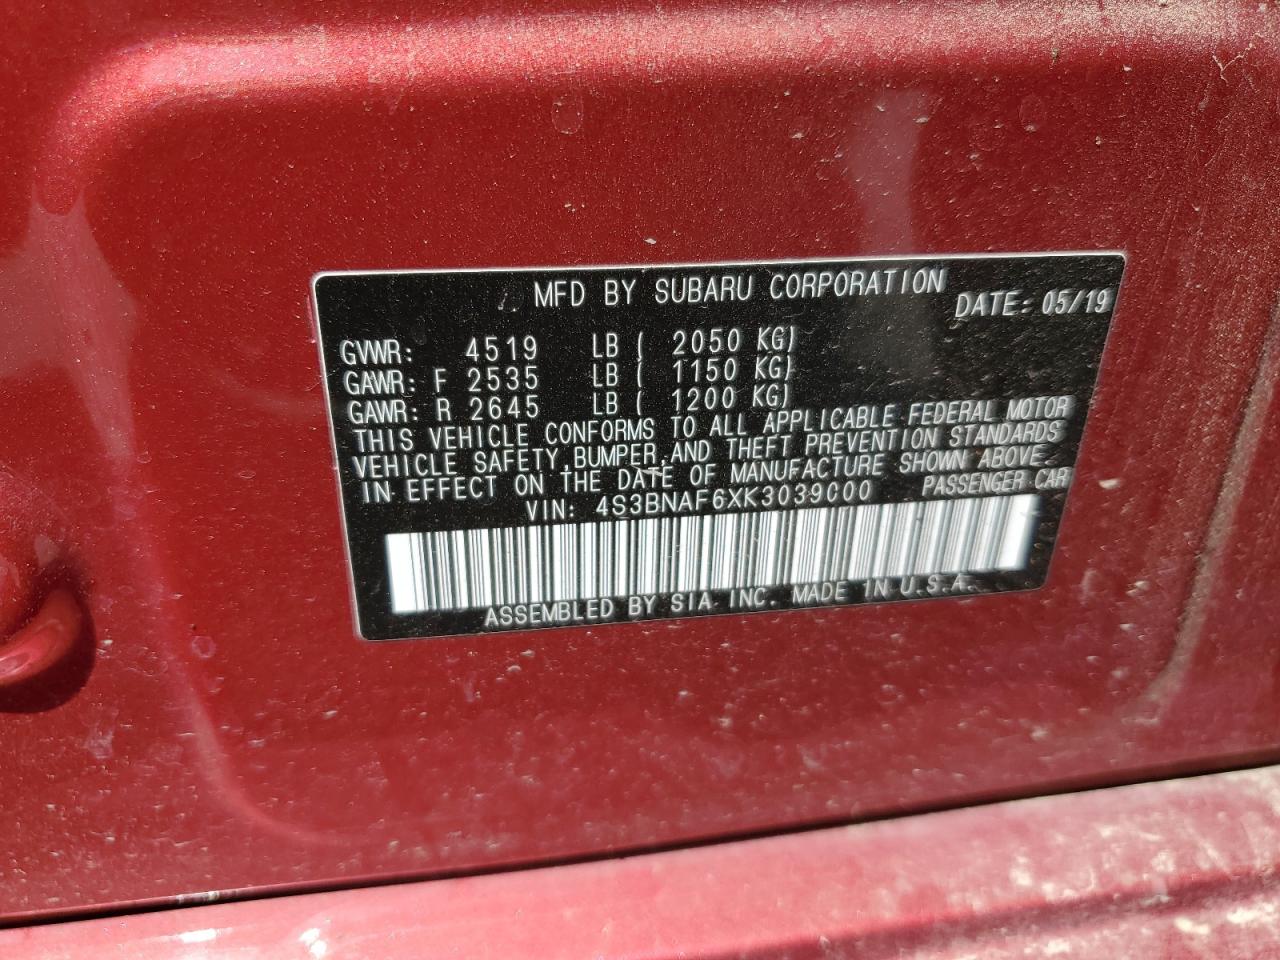 MFD BY SUBARU CORPORATION
DATE: 05/19
GVWR: 4519 LB ( 2050 KG)
GAWR: F 2535 LB ( 1150 KG)
GAWR: R 2645 LB ( 1200 KG)
THIS VEHICLE CONFORMS TO ALL APPLICABLE FEDERAL MOTOR
VEHICLE SAFETY, BUMPER, AND THEFT PREVENTION STANDARDS
IN EFFECT ON THE DATE OF MANUFACTURE SHOWN ABOVE.
VIN: 4S3BNAF6XK3039000 PASSENGER CAR
ASSEMBLED BY SIA, INC. MADE IN U.S.A.